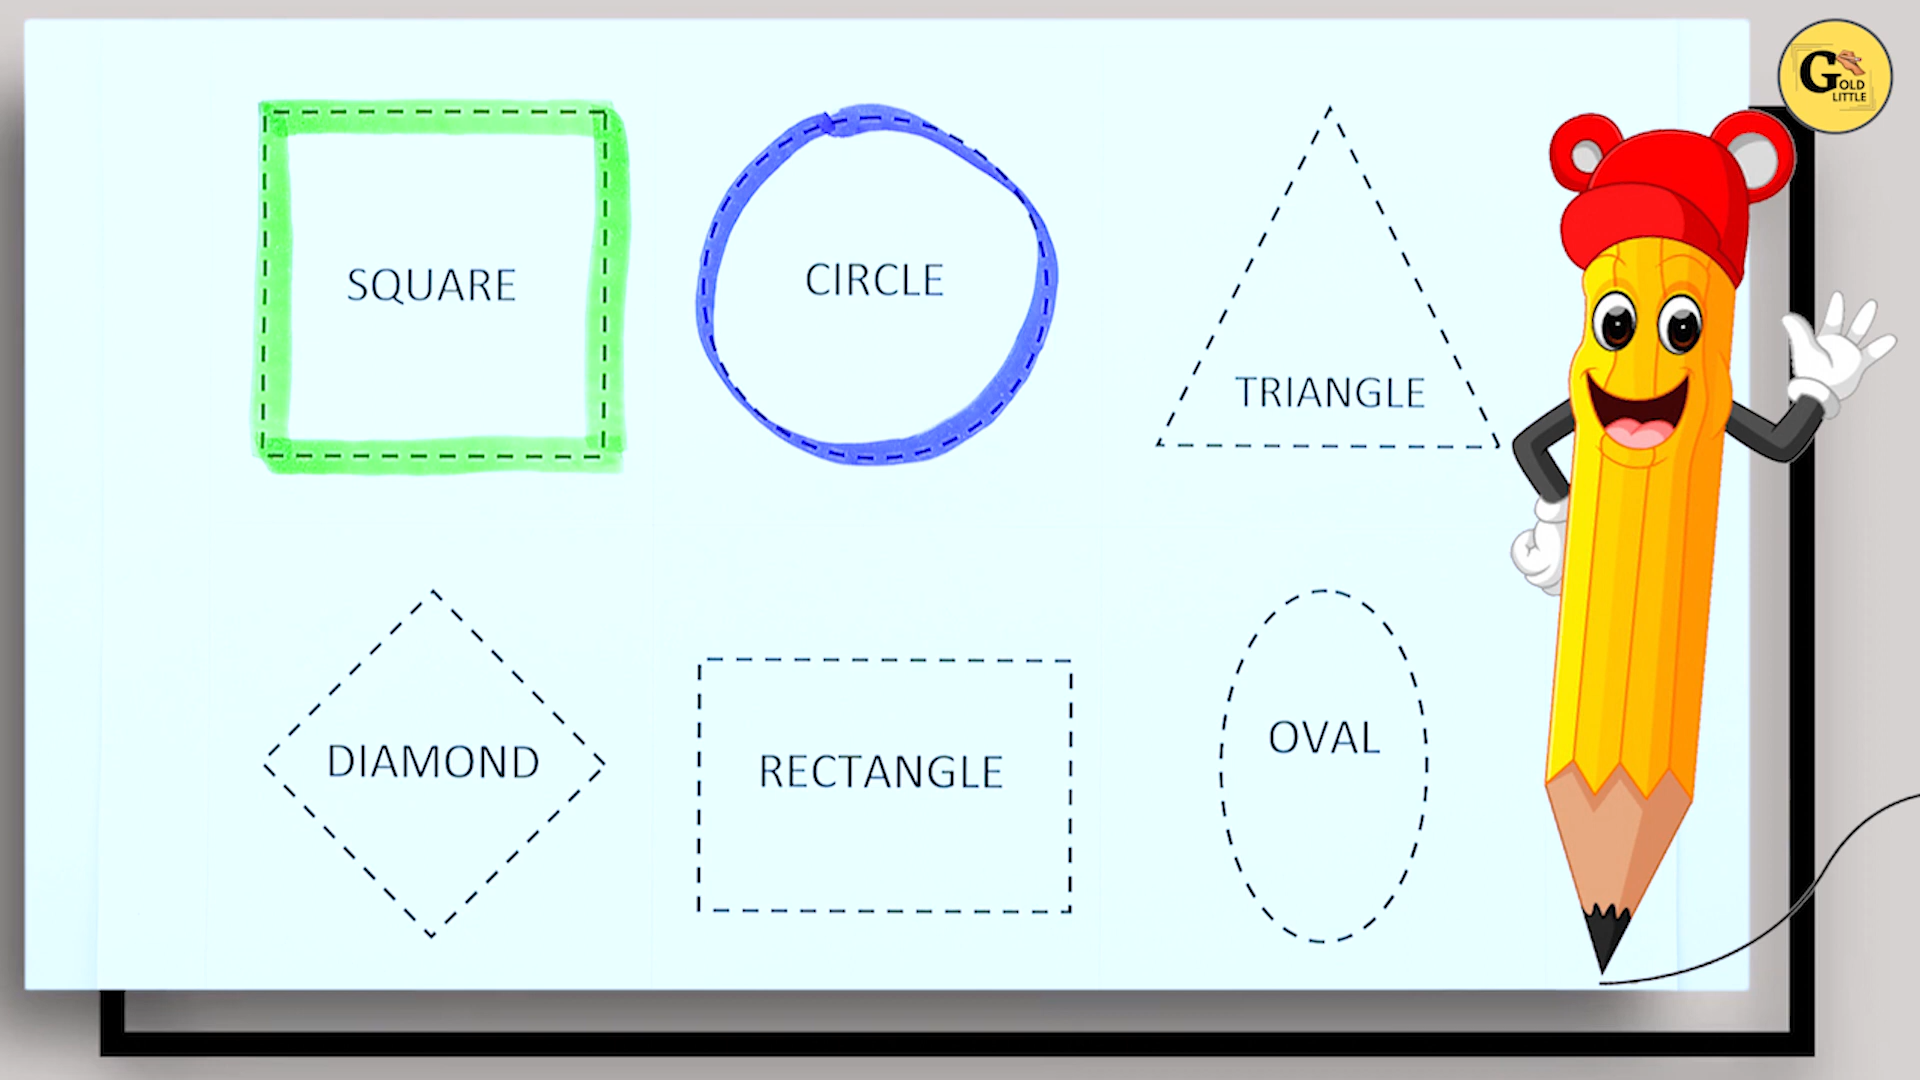 SQUARE
CIRCLE
TRIANGLE
DIAMOND
RECTANGLE
OVAL
GOLD
LITTLE